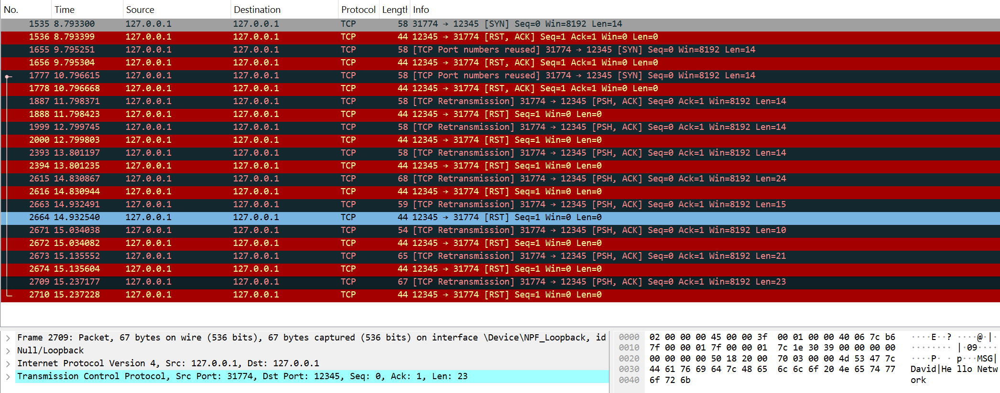 No. Time Source Destination Protocol Length Info
1535 8.793300 127.0.0.1 127.0.0.1 TCP 58 31774 → 12345 [SYN] Seq=0 Win=8192 Len=14
1536 8.793399 127.0.0.1 127.0.0.1 TCP 44 12345 → 31774 [RST, ACK] Seq=1 Ack=1 Win=0 Len=0
1655 9.795251 127.0.0.1 127.0.0.1 TCP 58 [TCP Port numbers reused] 31774 → 12345 [SYN] Seq=0 Win=8192 Len=14
1656 9.795304 127.0.0.1 127.0.0.1 TCP 44 12345 → 31774 [RST, ACK] Seq=1 Ack=1 Win=0 Len=0
1777 10.796615 127.0.0.1 127.0.0.1 TCP 58 [TCP Port numbers reused] 31774 → 12345 [SYN] Seq=0 Win=8192 Len=14
1778 10.796668 127.0.0.1 127.0.0.1 TCP 44 12345 → 31774 [RST, ACK] Seq=1 Ack=1 Win=0 Len=0
1887 11.798371 127.0.0.1 127.0.0.1 TCP 58 [TCP Retransmission] 31774 → 12345 [PSH, ACK] Seq=0 Ack=1 Win=8192 Len=14
1888 11.798423 127.0.0.1 127.0.0.1 TCP 44 12345 → 31774 [RST] Seq=1 Win=0 Len=0
1999 12.799745 127.0.0.1 127.0.0.1 TCP 58 [TCP Retransmission] 31774 → 12345 [PSH, ACK] Seq=0 Ack=1 Win=8192 Len=14
2000 12.799803 127.0.0.1 127.0.0.1 TCP 44 12345 → 31774 [RST] Seq=1 Win=0 Len=0
2393 13.801197 127.0.0.1 127.0.0.1 TCP 58 [TCP Retransmission] 31774 → 12345 [PSH, ACK] Seq=0 Ack=1 Win=8192 Len=14
2394 13.801235 127.0.0.1 127.0.0.1 TCP 44 12345 → 31774 [RST] Seq=1 Win=0 Len=0
2615 14.830867 127.0.0.1 127.0.0.1 TCP 68 [TCP Retransmission] 31774 → 12345 [PSH, ACK] Seq=0 Ack=1 Win=8192 Len=24
2616 14.830944 127.0.0.1 127.0.0.1 TCP 44 12345 → 31774 [RST] Seq=1 Win=0 Len=0
2663 14.932491 127.0.0.1 127.0.0.1 TCP 59 [TCP Retransmission] 31774 → 12345 [PSH, ACK] Seq=0 Ack=1 Win=8192 Len=15
2664 14.932540 127.0.0.1 127.0.0.1 TCP 44 12345 → 31774 [RST] Seq=1 Win=0 Len=0
2671 15.034038 127.0.0.1 127.0.0.1 TCP 54 [TCP Retransmission] 31774 → 12345 [PSH, ACK] Seq=0 Ack=1 Win=8192 Len=10
2672 15.034082 127.0.0.1 127.0.0.1 TCP 44 12345 → 31774 [RST] Seq=1 Win=0 Len=0
2673 15.135552 127.0.0.1 127.0.0.1 TCP 65 [TCP Retransmission] 31774 → 12345 [PSH, ACK] Seq=0 Ack=1 Win=8192 Len=21
2674 15.135604 127.0.0.1 127.0.0.1 TCP 44 12345 → 31774 [RST] Seq=1 Win=0 Len=0
2709 15.237177 127.0.0.1 127.0.0.1 TCP 67 [TCP Retransmission] 31774 → 12345 [PSH, ACK] Seq=0 Ack=1 Win=8192 Len=23
2710 15.237228 127.0.0.1 127.0.0.1 TCP 44 12345 → 31774 [RST] Seq=1 Win=0 Len=0
Frame 2709: Packet, 67 bytes on wire (536 bits), 67 bytes captured (536 bits) on interface \Device\NPF_Loopback, id
Null/Loopback
Internet Protocol Version 4, Src: 127.0.0.1, Dst: 127.0.0.1
Transmission Control Protocol, Src Port: 31774, Dst Port: 12345, Seq: 0, Ack: 1, Len: 23
0000 02 00 00 00 45 00 00 3f 00 01 00 00 40 06 7c b6 ····E··? ····@·|·
0010 7f 00 00 01 7f 00 00 01 7c 1e 30 39 00 00 00 00 ········ |·09····
0020 00 00 00 00 50 18 20 00 70 03 00 00 4d 53 47 7c ····P· · p···MSG|
0030 44 61 76 69 64 7c 48 65 6c 6c 6f 20 4e 65 74 77 David|He llo Netw
0040 6f 72 6b ork